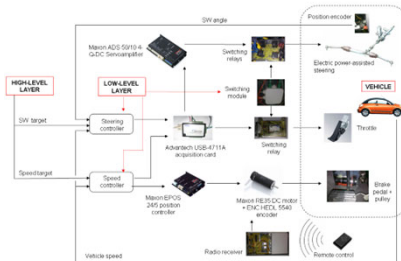 SW angle
Position encoder
Maxon ADS 50/10 4-
Q-DC Servoamplifier
Switching
relays
Electric power-assisted
steering
HIGH-LEVEL
LAYER
LOW-LEVEL
LAYER
Switching
module
VEHICLE
SW target
Steering
controller
Advantech USB-4711A
acquisition card
Switching
relay
Throttle
Speed target
Speed
controller
Maxon EPOS
24/5 position
controller
Maxon RE35 DC motor
+ ENC HEDL 5540
encoder
Brake
pedal +
pulley
Radio receiver
Remote control
Vehicle speed